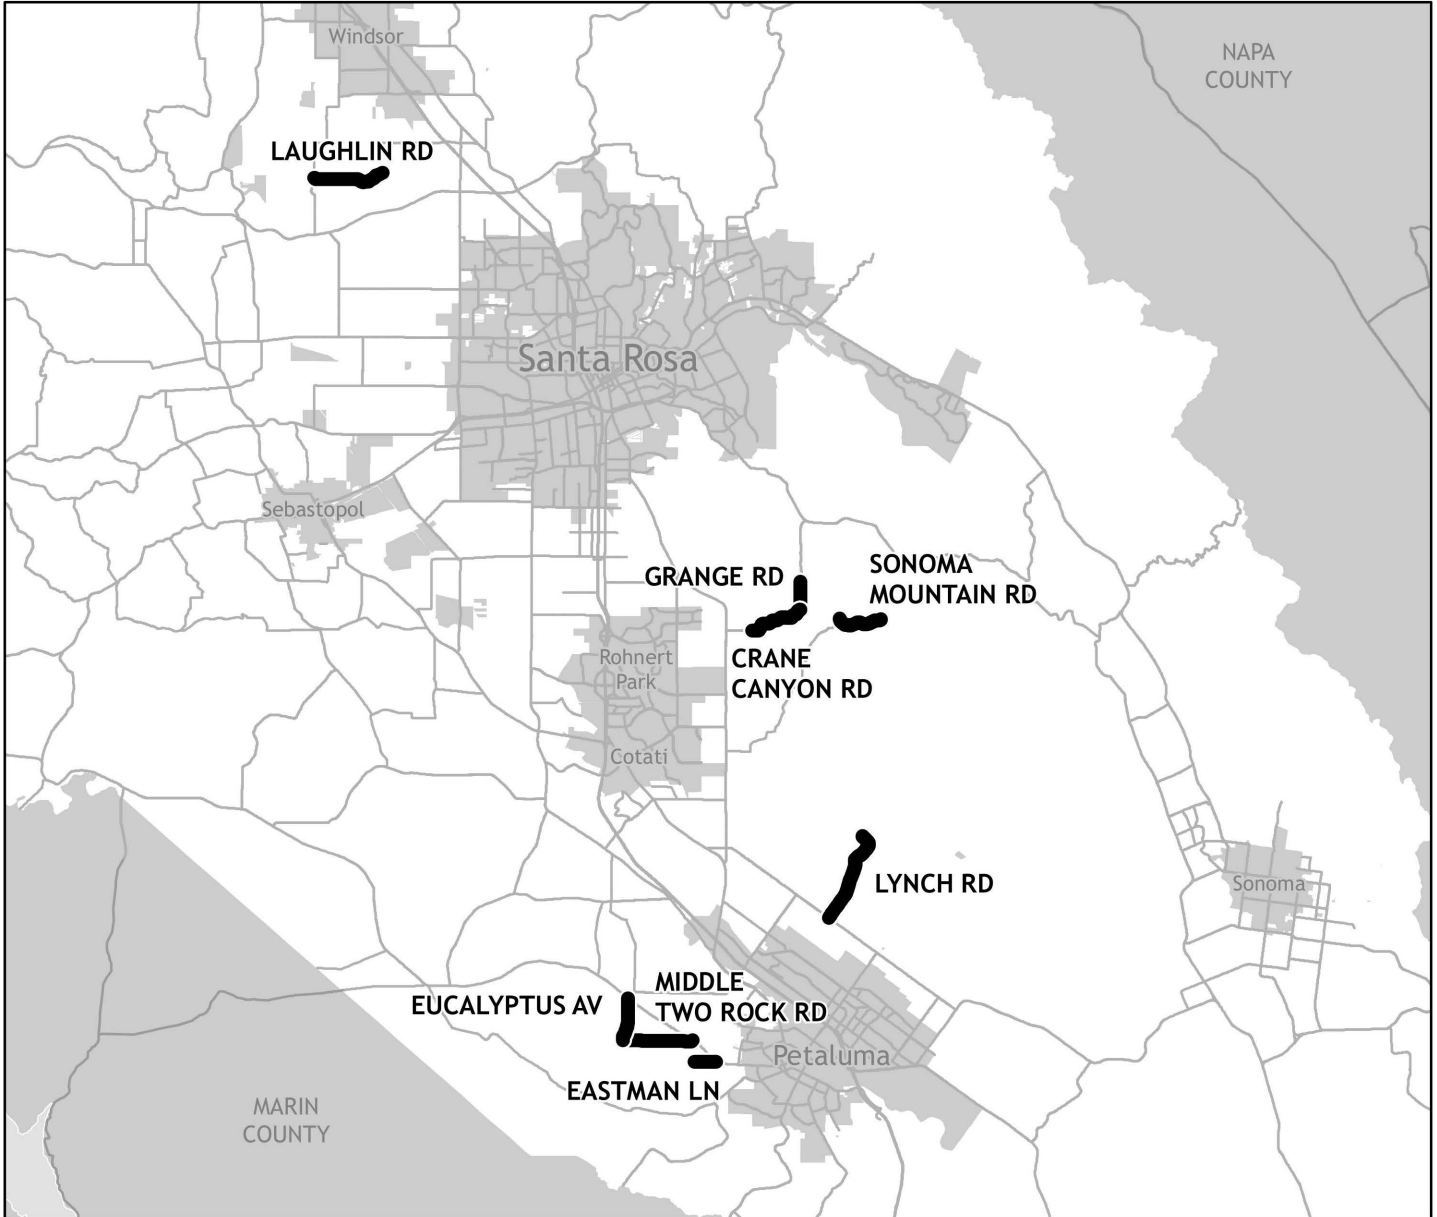 Windsor
NAPA
COUNTY
LAUGHLIN RD
Santa Rosa
Sebastopol
GRANGE RD
SONOMA
MOUNTAIN RD
CRANE
CANYON RD
Rohnert
Park
Cotati
LYNCH RD
Sonoma
EUCALYPTUS AV
MIDDLE
TWO ROCK RD
Petaluma
EASTMAN LN
MARIN
COUNTY